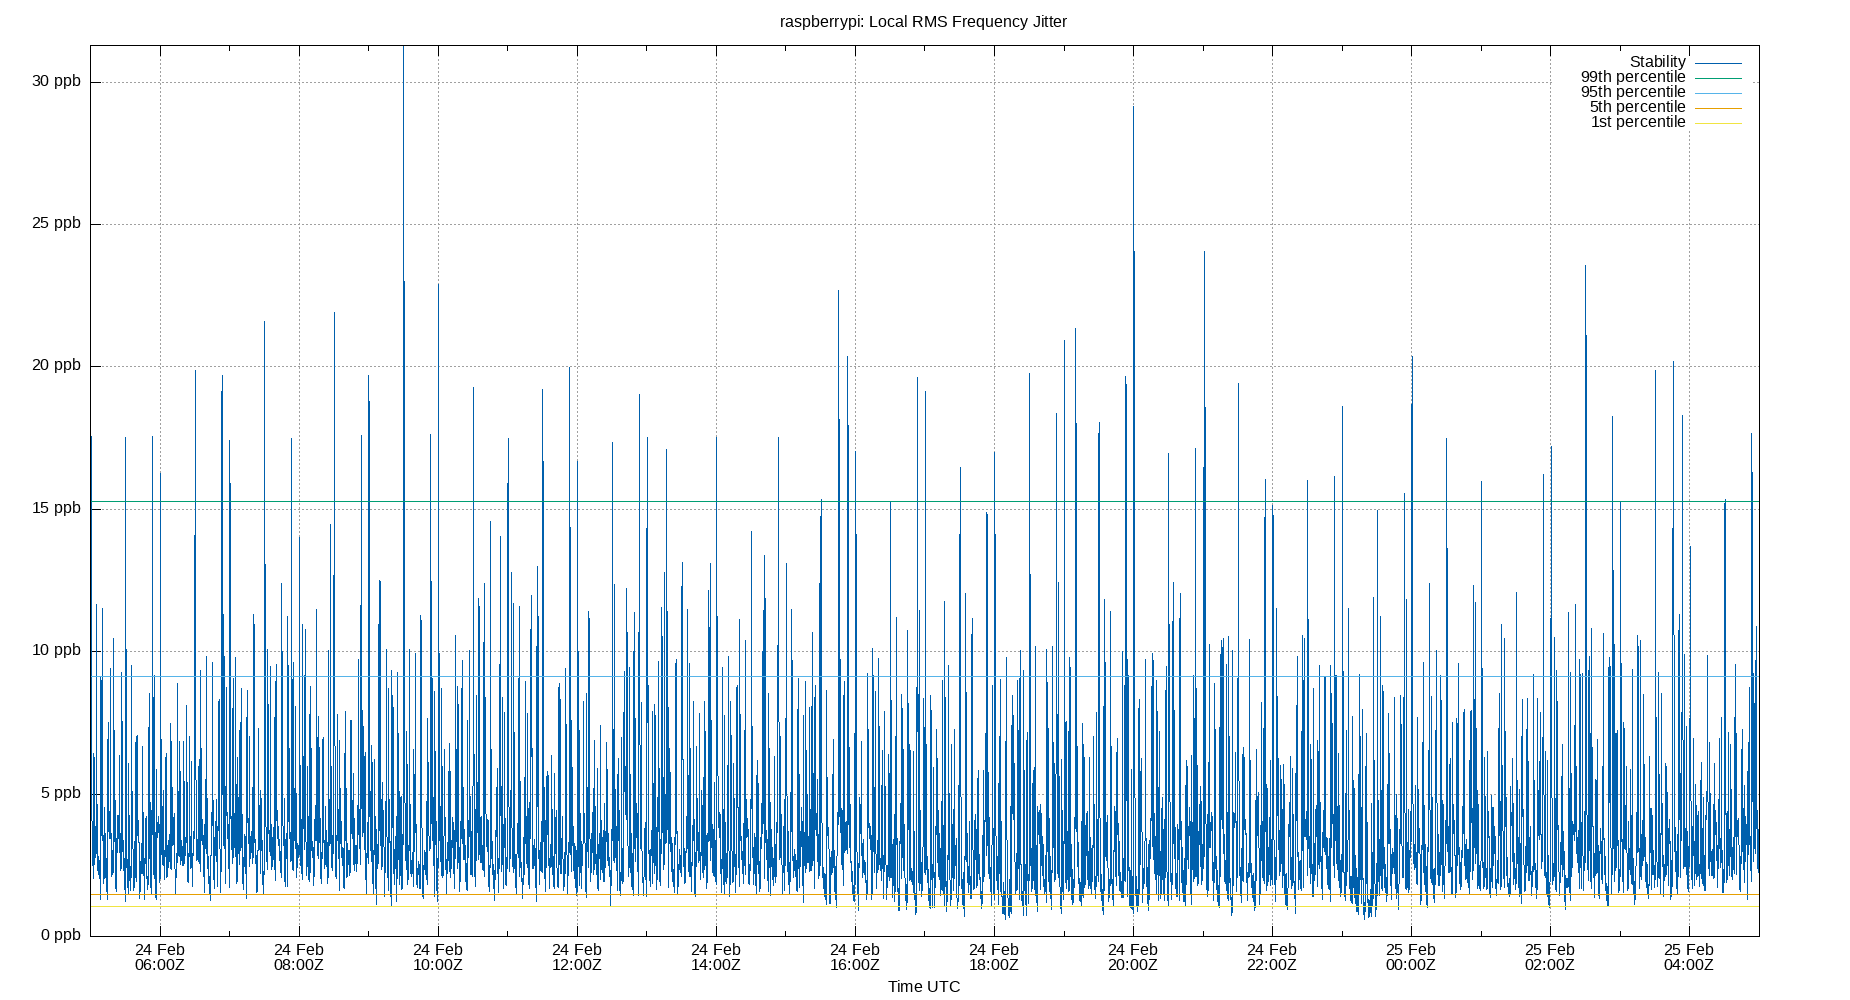 raspberrypi: Local RMS Frequency Jitter
Stability
99th percentile
95th percentile
5th percentile
1st percentile
30 ppb
25 ppb
20 ppb
15 ppb
10 ppb
5 ppb
0 ppb
24 Feb 24 Feb 24 Feb 24 Feb 24 Feb 24 Feb 24 Feb 24 Feb 24 Feb 25 Feb 25 Feb 25 Feb
06:00Z 08:00Z 10:00Z 12:00Z 14:00Z 16:00Z 18:00Z 20:00Z 22:00Z 00:00Z 02:00Z 04:00Z
Time UTC